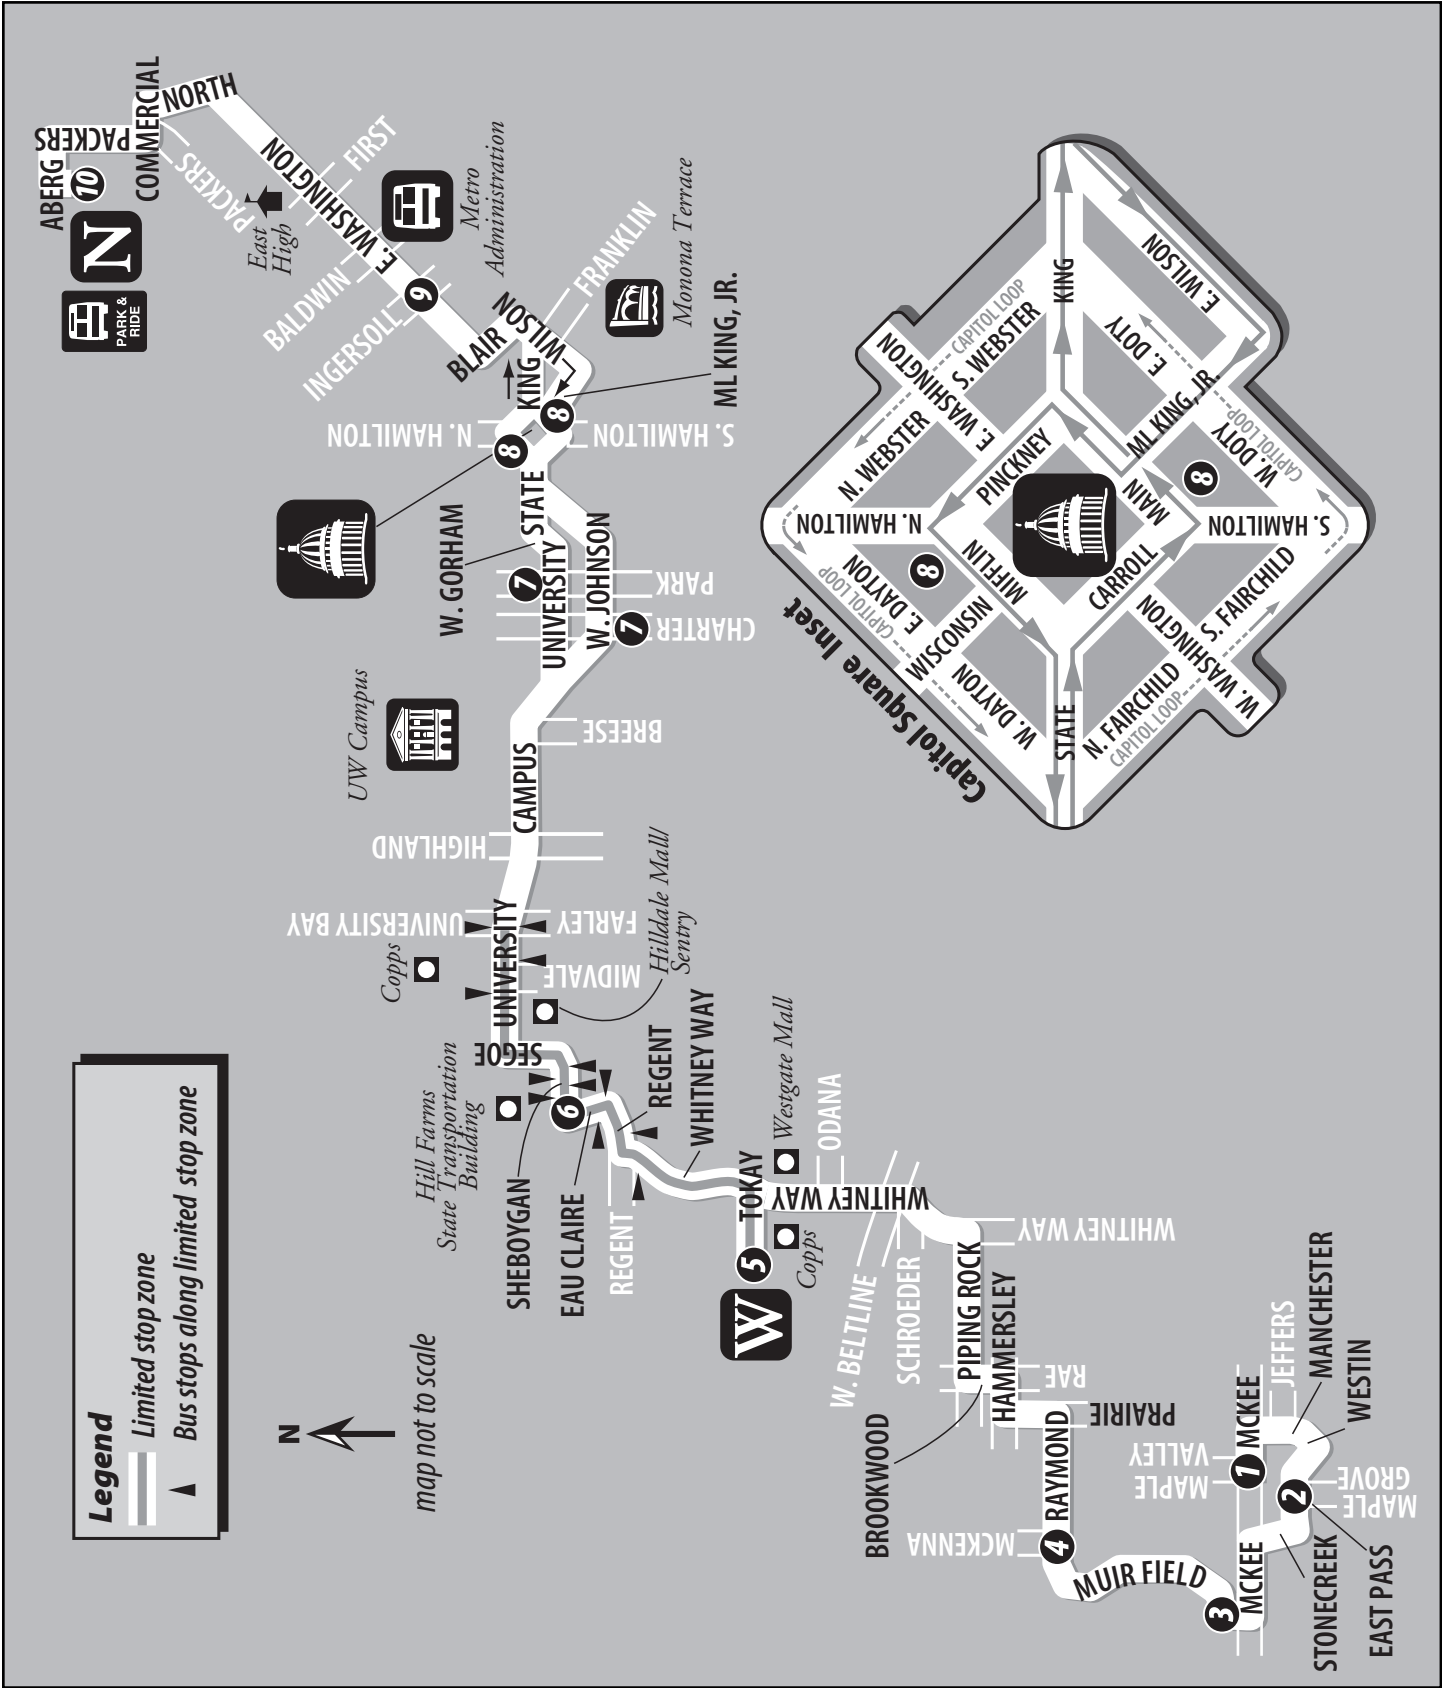 Legend
Limited stop zone
Bus stops along limited stop zone
N
map not to scale
PARK &
RIDE
N
ABERG
10
PACKERS
COMMERCIAL
NORTH
PACKERS
East
High
E. WASHINGTON
FIRST
BALDWIN
INGERSOLL
9
Metro
Administration
BLAIR
WILSON
FRANKLIN
KING
Monona Terrace
ML KING, JR.
8
8
N. HAMILTON
S. HAMILTON
STATE
W. GORHAM
UNIVERSITY
W. JOHNSON
7
7
PARK
CHARTER
UW Campus
BREESE
CAMPUS
HIGHLAND
UNIVERSITY BAY
FARLEY
UNIVERSITY
Copps
MIDVALE
Hilldale Mall/
Sentry
SEGOE
Hill Farms
State Transportation
Building
SHEBOYGAN
6
EAU CLAIRE
REGENT
REGENT
WHITNEY WAY
Westgate Mall
TOKAY
5
W
Copps
ODANA
WHITNEY WAY
W. BELTLINE
SCHROEDER
WHITNEY WAY
PIPING ROCK
HAMMERSLEY
RAE
BROOKWOOD
PRAIRIE
RAYMOND
MCKENNA
4
MUIR FIELD
3
MCKEE
MCKEE
1
MAPLE
VALLEY
JEFFERS
MANCHESTER
WESTIN
2
MAPLE
GROVE
STONECREEK
EAST PASS
Capitol Square Inset
CAPITOL LOOP
E. DAYTON
N. HAMILTON
N. WEBSTER
E. WASHINGTON
S. WEBSTER
CAPITOL LOOP
KING
E. WILSON
E. DOTY
ML KING, JR.
PINCKNEY
MAIN
MIFFLIN
CARROLL
8
8
W. DOTY
CAPITOL LOOP
S. HAMILTON
WISCONSIN
W. DAYTON
STATE
N. FAIRCHILD
CAPITOL LOOP
W. WASHINGTON
S. FAIRCHILD